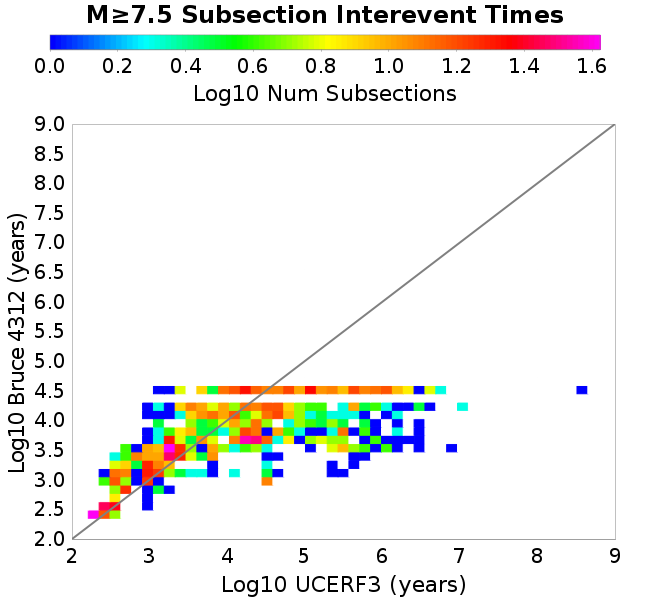 M≥7.5 Subsection Interevent Times
0.0 0.2 0.4 0.6 0.8 1.0 1.2 1.4 1.6
Log10 Num Subsections
9.0
8.5
8.0
7.5
7.0
6.5
6.0
5.5
5.0
4.5
4.0
3.5
3.0
2.5
2.0
Log10 Bruce 4312 (years)
2 3 4 5 6 7 8 9
Log10 UCERF3 (years)